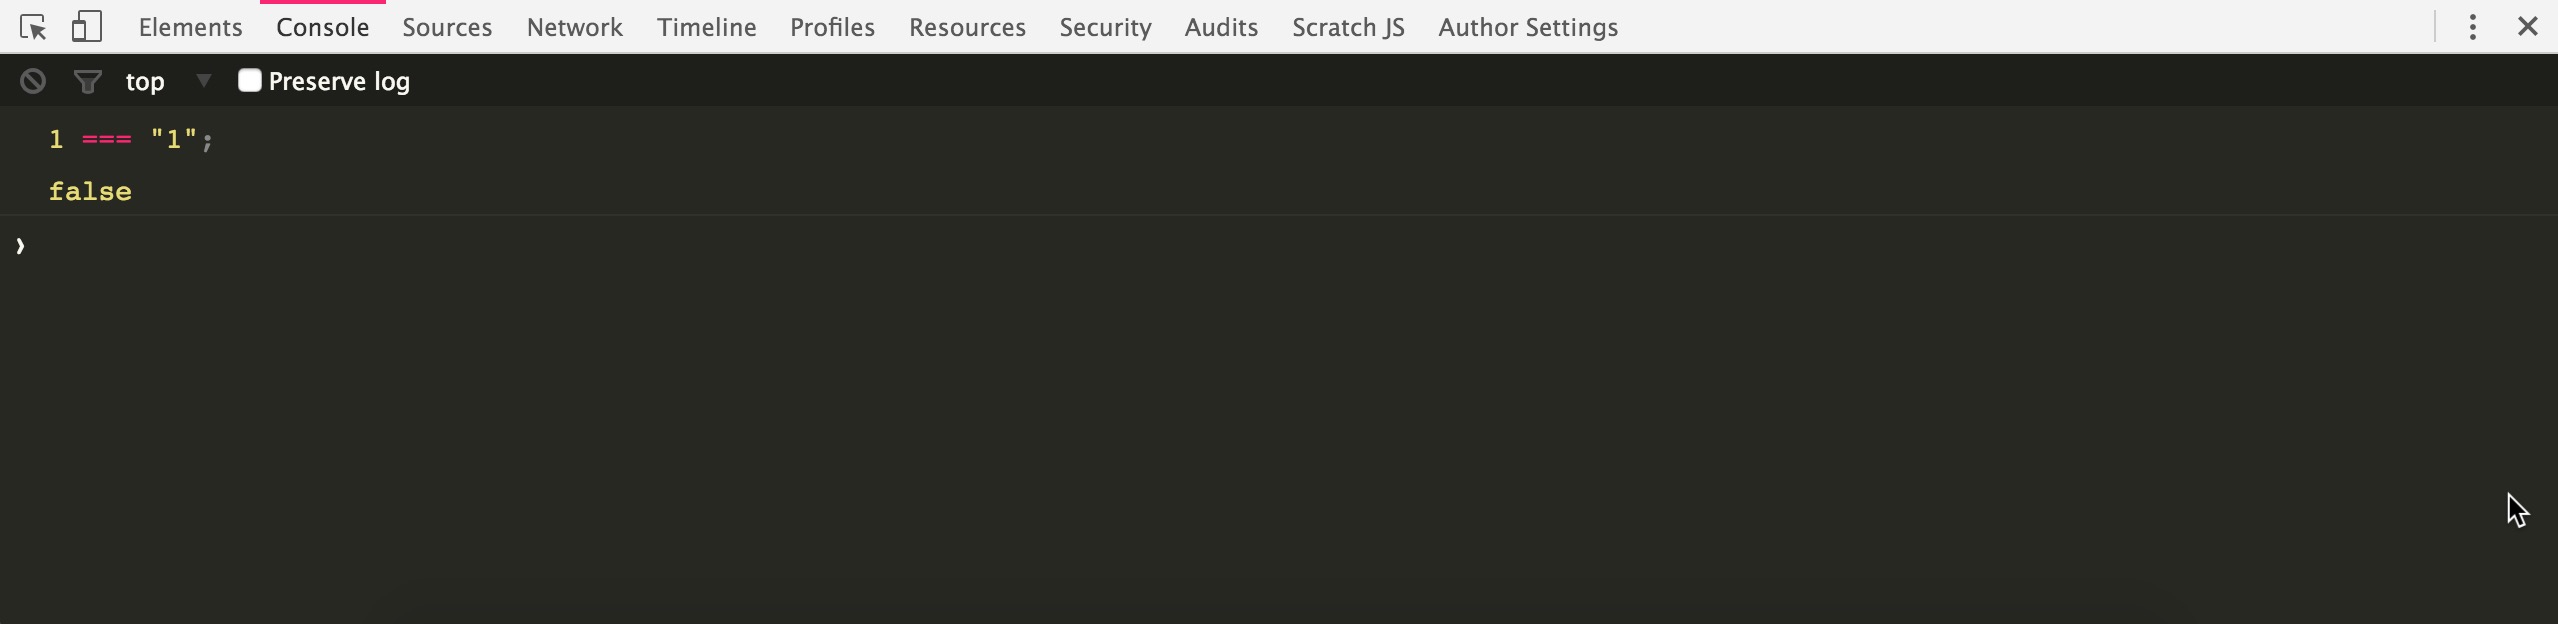 Elements Console Sources Network Timeline Profiles Resources Security Audits Scratch JS Author Settings
top Preserve log
1 === "1";
false